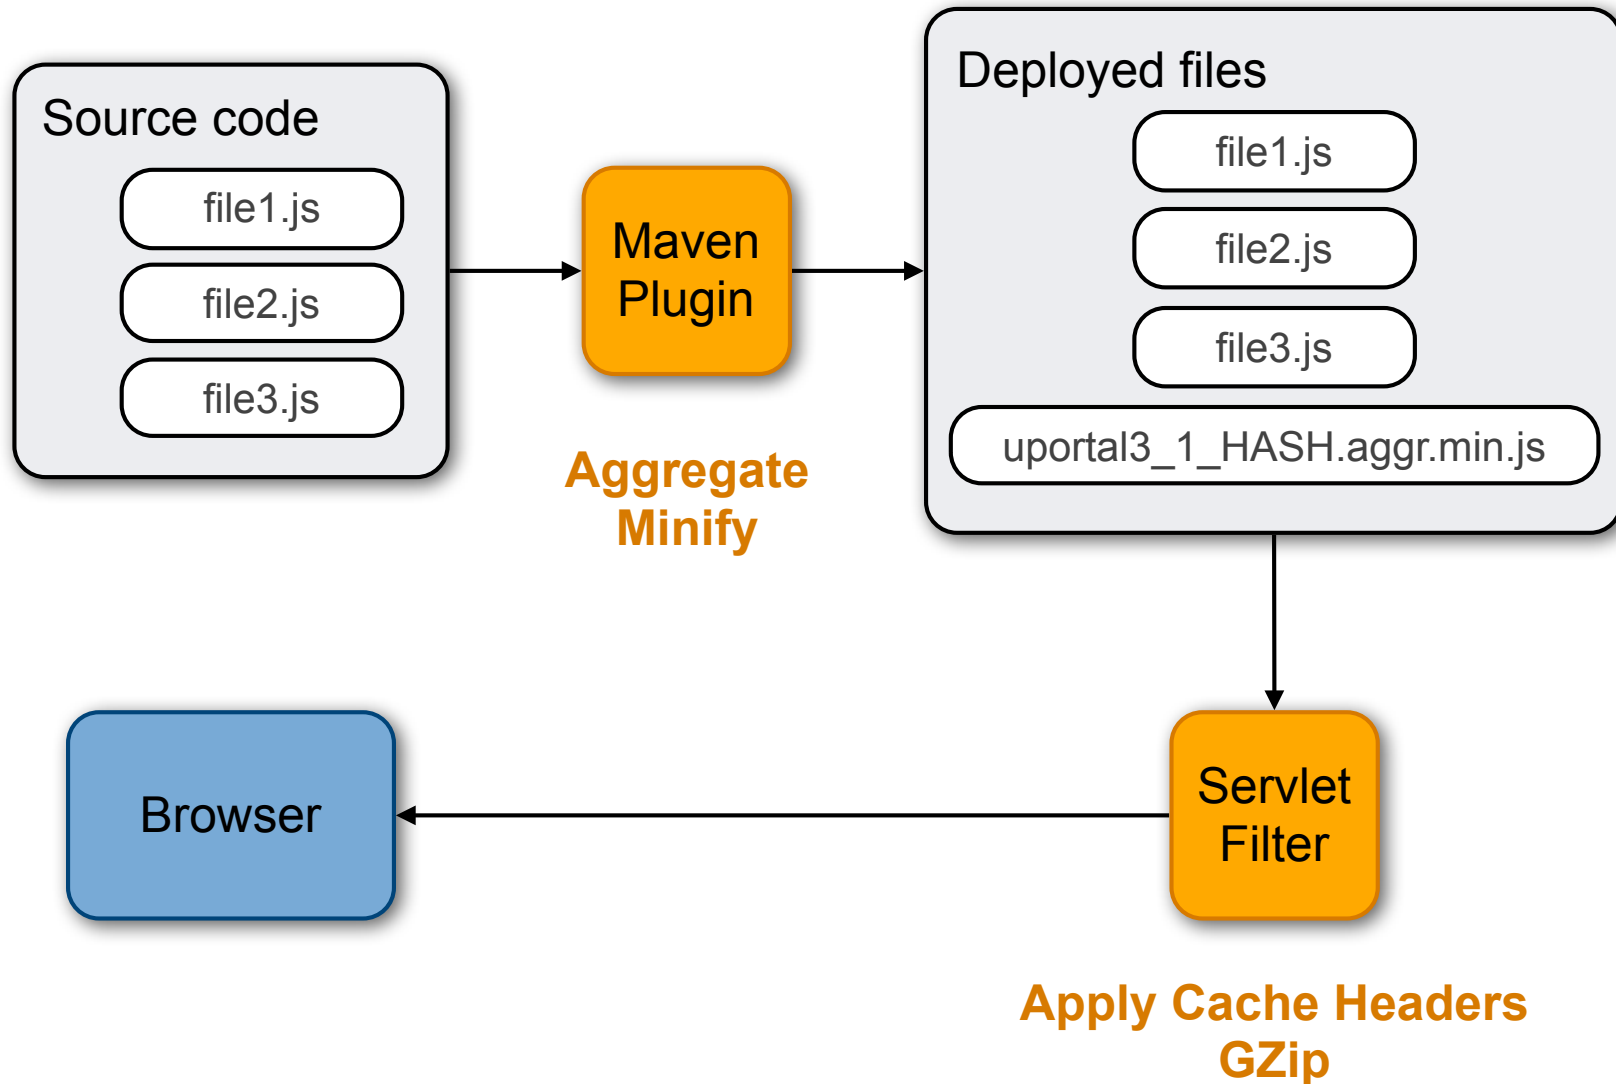 Source code
file1.js
file2.js
file3.js
Maven
Plugin
Aggregate
Minify
Deployed files
file1.js
file2.js
file3.js
uportal3_1_HASH.aggr.min.js
Browser
Servlet
Filter
Apply Cache Headers
GZip